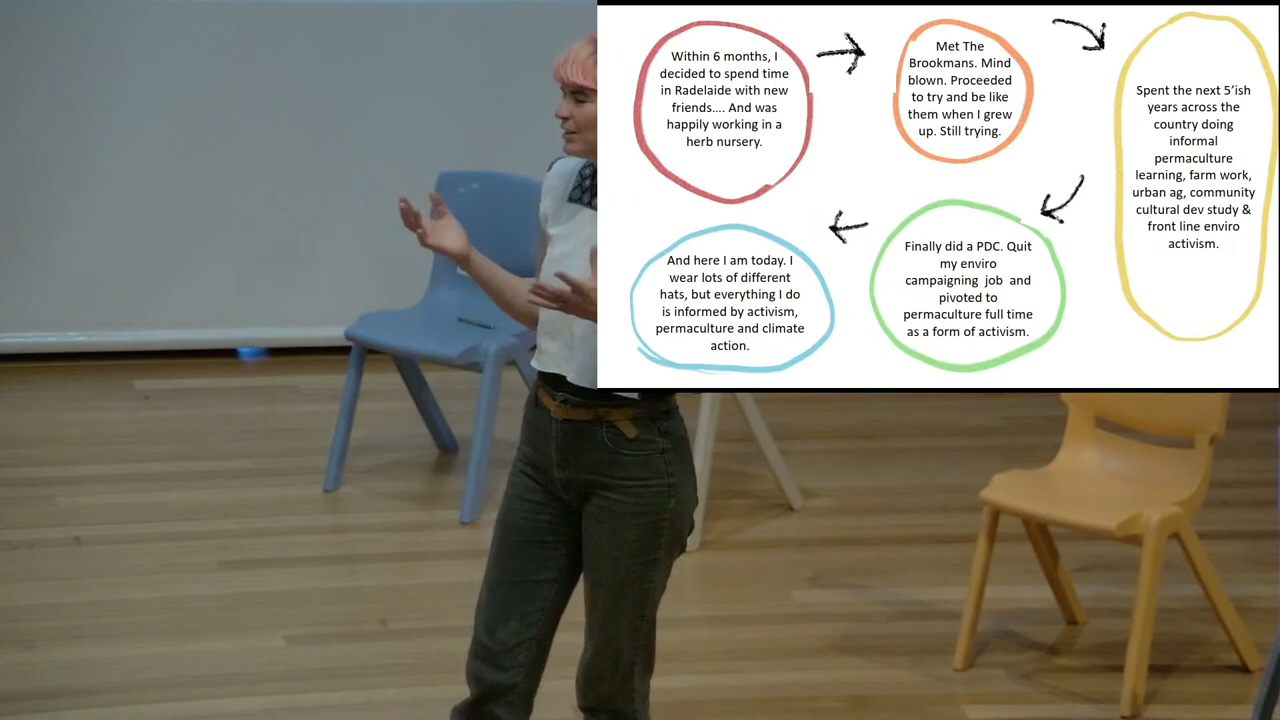 Within 6 months, I
decided to spend time
in Radelaide with new
friends…. And was
happily working in a
herb nursery.
Met The
Brookmans. Mind
blown. Proceeded
to try and be like
them when I grew
up. Still trying.
Spent the next 5'ish
years across the
country doing
informal
permaculture
learning, farm work,
urban ag, community
cultural dev study &
front line enviro
activism.
Finally did a PDC. Quit
my enviro
campaigning job and
pivoted to
permaculture full time
as a form of activism.
And here I am today. I
wear lots of different
hats, but everything I do
is informed by activism,
permaculture and climate
action.